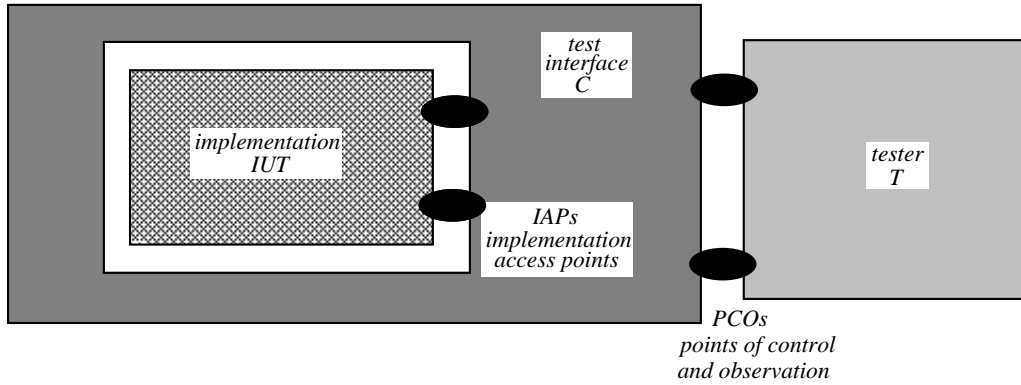 test
interface
C
implementation
IUT
tester
T
IAPs
implementation
access points
PCOs
points of control
and observation